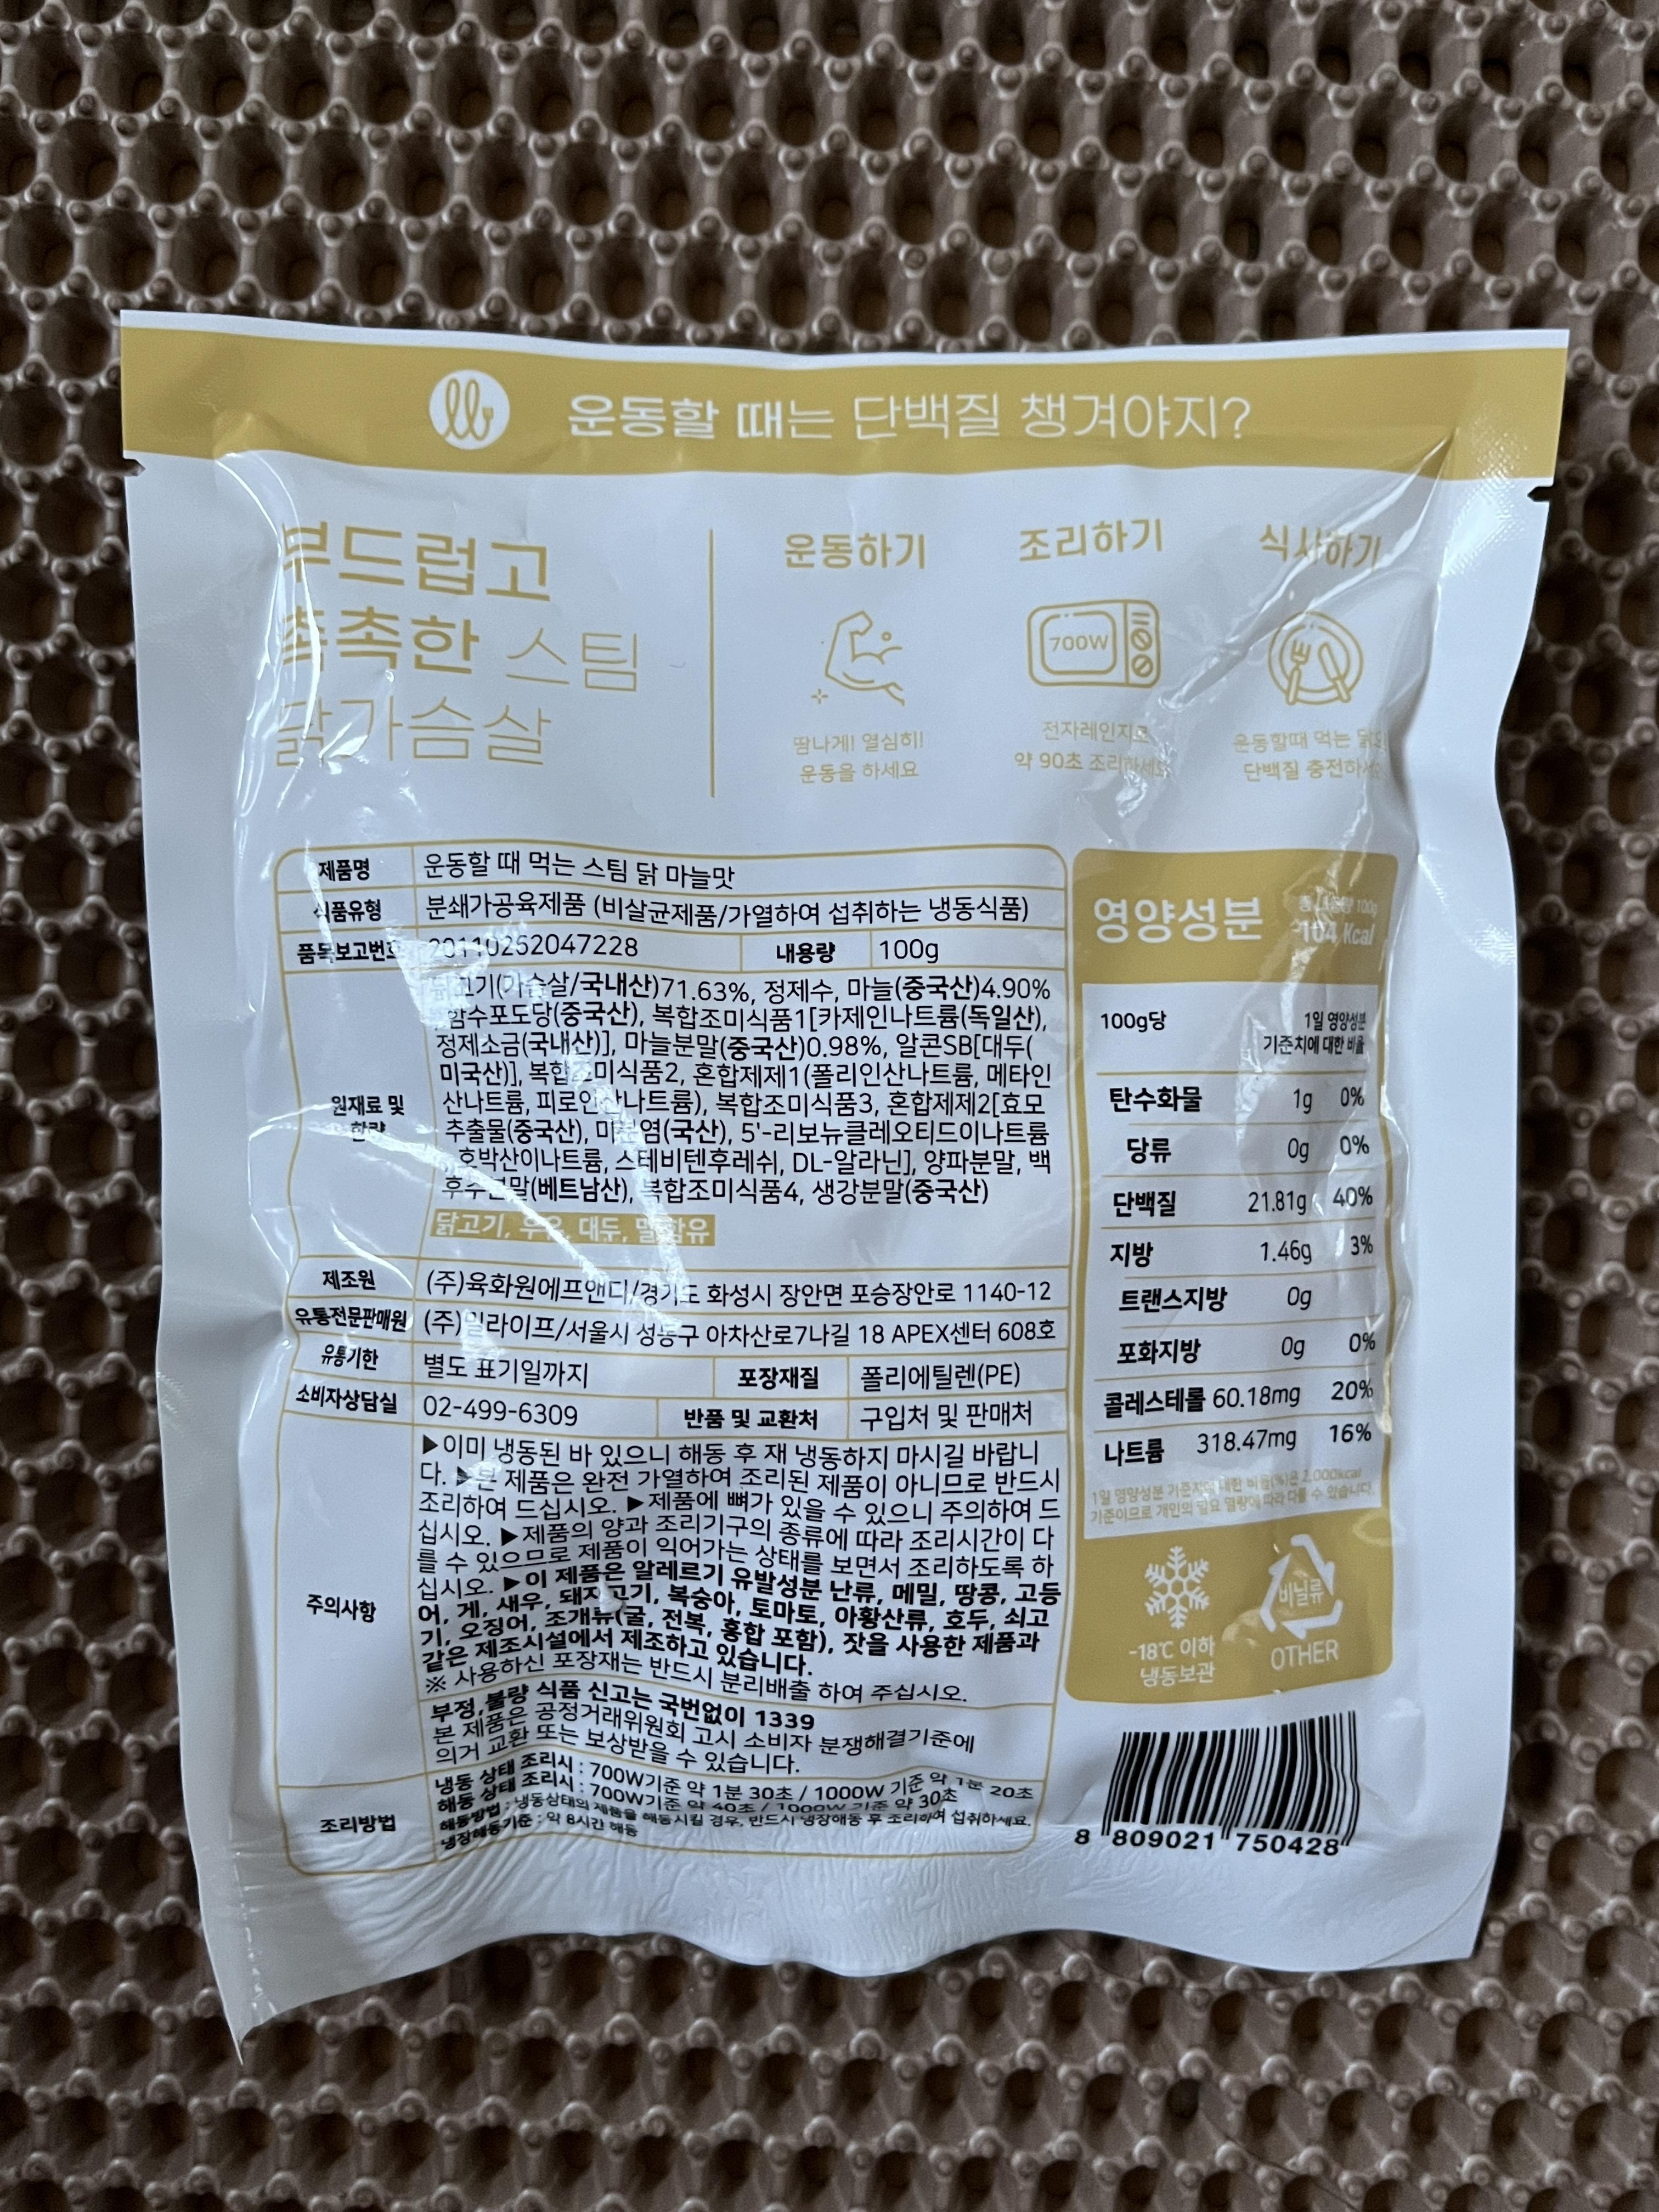 운동할 때는 단백질 챙겨야지?
부드럽고
촉촉한 스팀
닭가슴살
운동하기
땀나게! 열심히!
운동을 하세요
조리하기
700W
전자레인지로
약 90초 조리하세요
식사하기
운동할때 먹는
단백질
제품명 운동할 때 먹는 스팀 닭 마늘맛
식품유형 분쇄가공육제품 (비살균제품/가열하여 섭취하는 냉동식품)
품목보고번호 20110252047228 내용량 100g
원재료 및
함량
닭고기(가슴살/국내산)71.63%, 정제수, 마늘(중국산)4.90%
함수포도당(중국산), 복합조미식품1[카제인나트륨(독일산),
정제소금(국내산)], 마늘분말(중국산)0.98%, 알콘SB[대두(
미국산)], 복합조미식품2, 혼합제제1(폴리인산나트륨, 메타인
산나트륨, 피로인산나트륨), 복합조미식품3, 혼합제제2[효모
추출물(중국산), 미분염(국산), 5'-리보뉴클레오티드이나트륨
호박산이나트륨, 스테비텐후레쉬, DL-알라닌], 양파분말, 백
후추분말(베트남산), 복합조미식품4, 생강분말(중국산)
닭고기, 우유, 대두, 밀 함유
제조원 (주)육화원에프앤디/경기도 화성시 장안면 포승장안로 1140-12
유통전문판매원 (주)일라이프/서울시 성동구 아차산로7나길 18 APEX센터 608호
유통기한 별도 표기일까지 포장재질 폴리에틸렌(PE)
소비자상담실 02-499-6309 반품 및 교환처 구입처 및 판매처
주의사항
▶이미 냉동된 바 있으니 해동 후 재 냉동하지 마시길 바랍니
다. ▶본 제품은 완전 가열하여 조리된 제품이 아니므로 반드시
조리하여 드십시오. ▶제품에 뼈가 있을 수 있으니 주의하여 드
십시오. ▶제품의 양과 조리기구의 종류에 따라 조리시간이 다
를 수 있으므로 제품이 익어가는 상태를 보면서 조리하도록 하
십시오. ▶이 제품은 알레르기 유발성분 난류, 메밀, 땅콩, 고등
어, 게, 새우, 돼지고기, 복숭아, 토마토, 아황산류, 호두, 쇠고
기, 오징어, 조개류(굴, 전복, 홍합 포함), 잣을 사용한 제품과
같은 제조시설에서 제조하고 있습니다.
※ 사용하신 포장재는 반드시 분리배출 하여 주십시오.
부정,불량 식품 신고는 국번없이 1339
본 제품은 공정거래위원회 고시 소비자 분쟁해결기준에
의거 교환 또는 보상받을 수 있습니다.
조리방법
냉동 상태 조리시 : 700W기준 약 1분 30초 / 1000W 기준 약 1분 20초
해동 상태 조리시 : 700W기준 약 40초 / 1000W 기준 약 30초
해동방법 : 냉동상태의 제품을 해동시킬 경우, 반드시 냉장해동 후 조리하여 섭취하세요.
냉장해동기준 : 약 8시간 해동
영양성분 총 내용량 100g
104 Kcal
100g당 1일 영양성분
기준치에 대한 비율
탄수화물 1g 0%
당류 0g 0%
단백질 21.81g 40%
지방 1.46g 3%
트랜스지방 0g
포화지방 0g 0%
콜레스테롤 60.18mg 20%
나트륨 318.47mg 16%
1일 영양성분 기준치에 대한 비율(%)은 2,000kcal
기준이므로 개인의 필요 열량에 따라 다를 수 있습니다.
-18℃ 이하
냉동보관
비닐류
OTHER
8 809021 750428